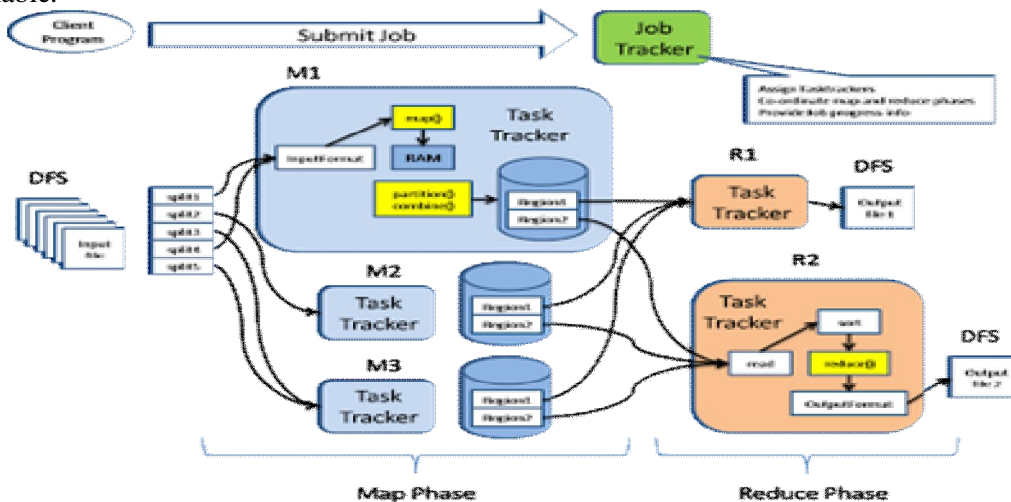 Client
Program
Submit Job
Job
Tracker
Assign Tasktrackers
Co-ordinate map and reduce phases
Provide Job progress info
M1
map()
Task
Tracker
InputFormat
RAM
partition()
combine()
Region1
Region2
DFS
Input
file
split1
split2
split3
split4
split5
R1
Task
Tracker
DFS
Output
file 1
M2
Task
Tracker
Region1
Region2
R2
Task
Tracker
sort
read
reduce()
OutputFormat
DFS
Output
file 2
M3
Task
Tracker
Region1
Region2
Map Phase
Reduce Phase